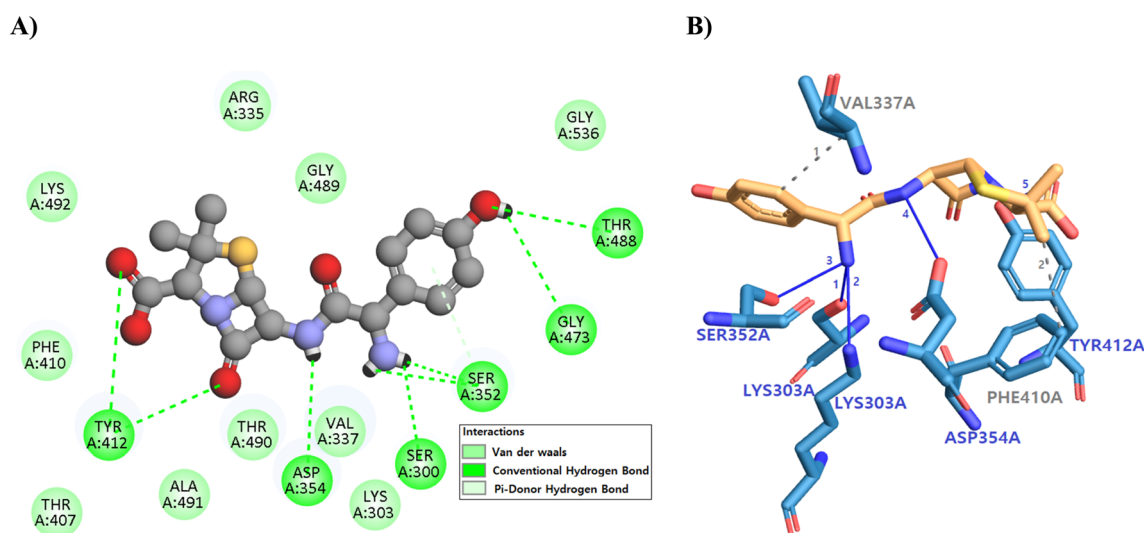 A)
B)
ARG
A:335
GLY
A:536
GLY
A:489
LYS
A:492
THR
A:488
GLY
A:473
PHE
A:410
SER
A:352
TYR
A:412
THR
A:490
VAL
A:337
ASP
A:354
SER
A:300
ALA
A:491
LYS
A:303
THR
A:407
Interactions
Van der waals
Conventional Hydrogen Bond
Pi-Donor Hydrogen Bond
VAL337A
1
5
4
3
1
2
2
SER352A
LYS303A
LYS303A
TYR412A
PHE410A
ASP354A